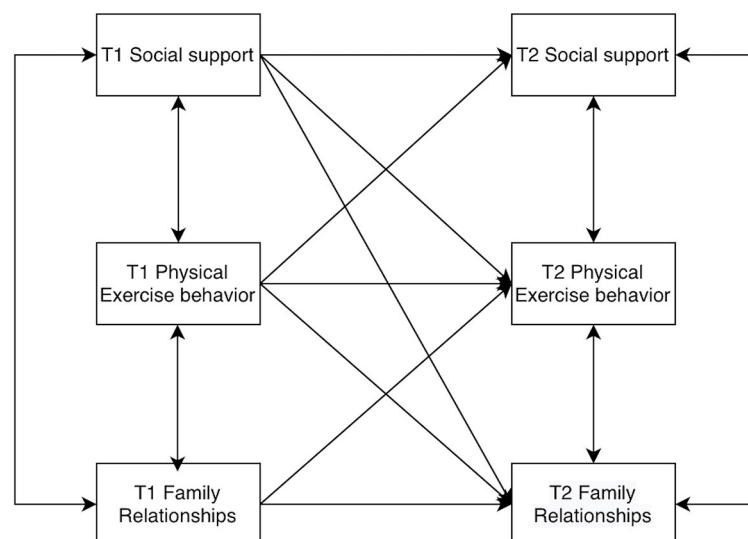 T1 Social support
T2 Social support
T1 Physical
Exercise behavior
T2 Physical
Exercise behavior
T1 Family
Relationships
T2 Family
Relationships